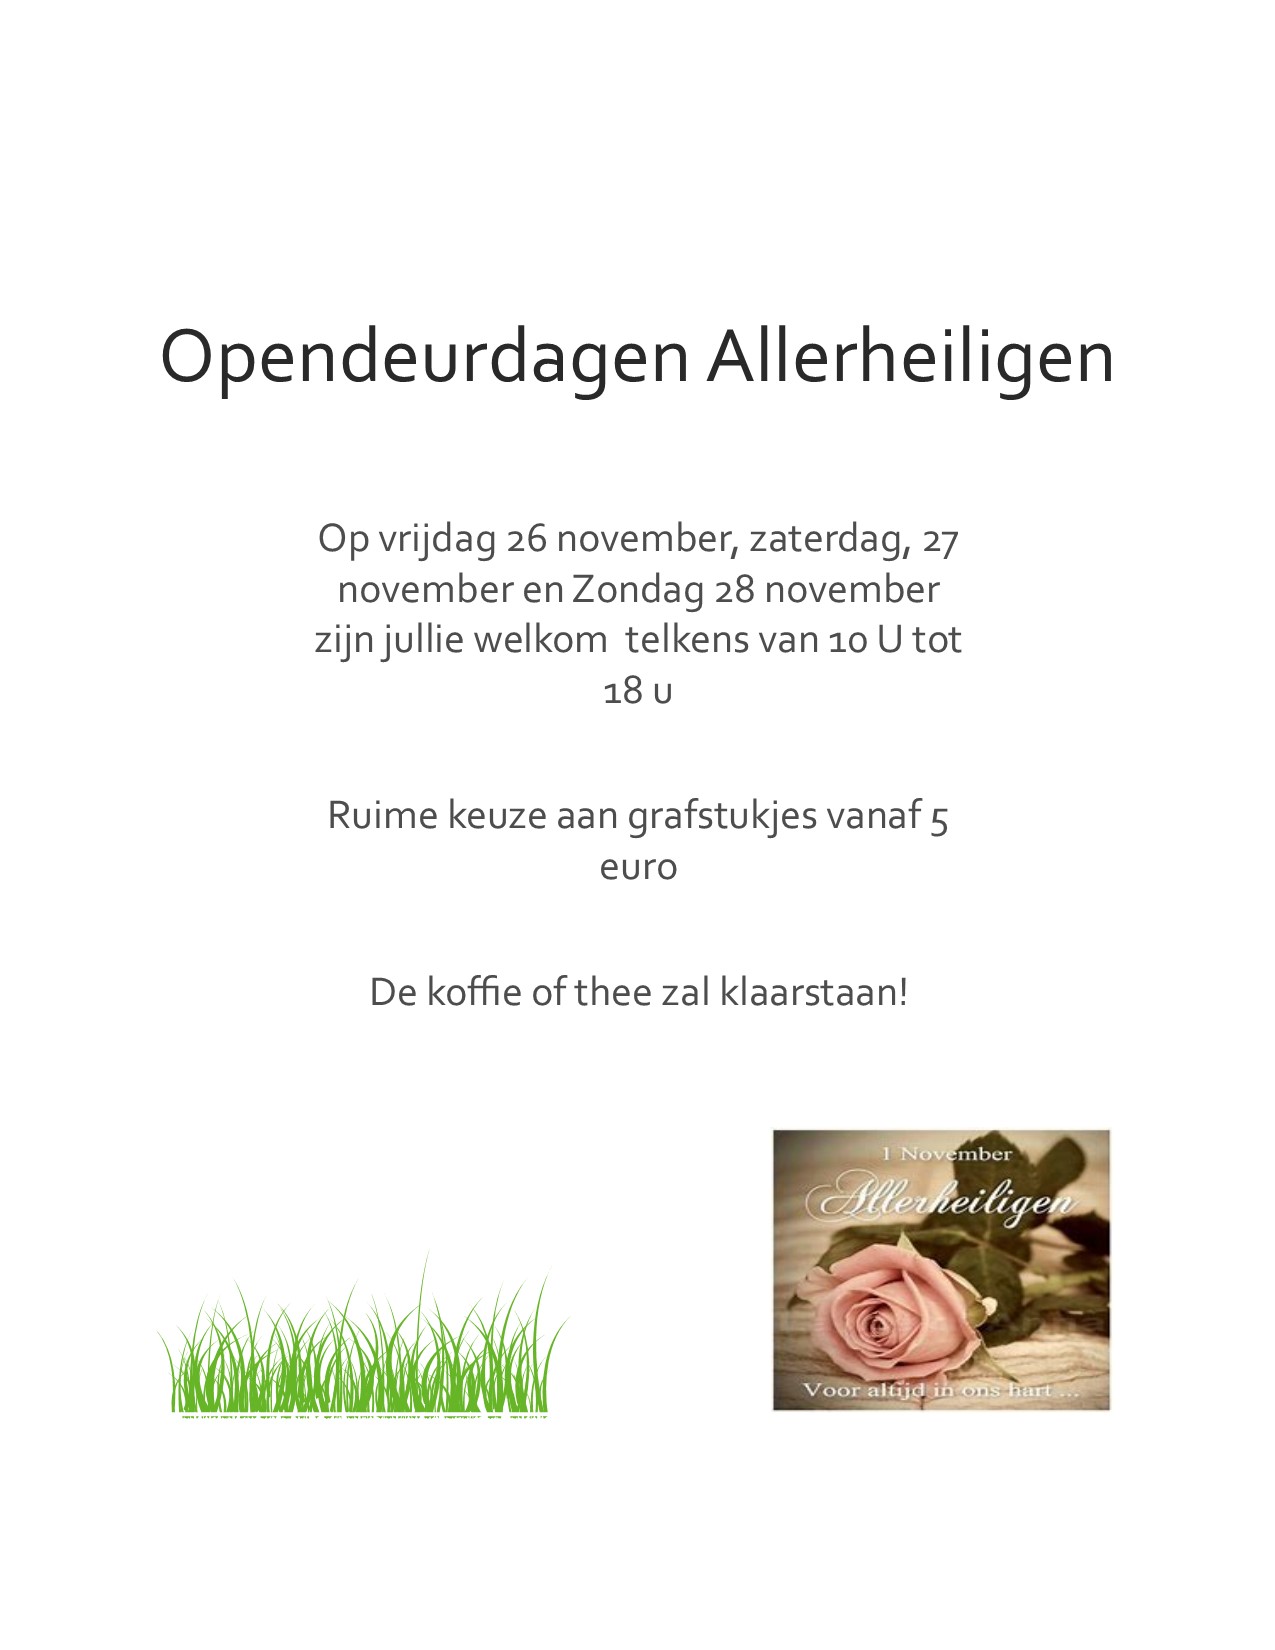 Opendeurdagen Allerheiligen
Op vrijdag 26 november, zaterdag, 27
november en Zondag 28 november
zijn jullie welkom  telkens van 10 U tot
18 u
Ruime keuze aan grafstukjes vanaf 5
euro
De koffie of thee zal klaarstaan!
1 November
Allerheiligen
Voor altijd in ons hart ...